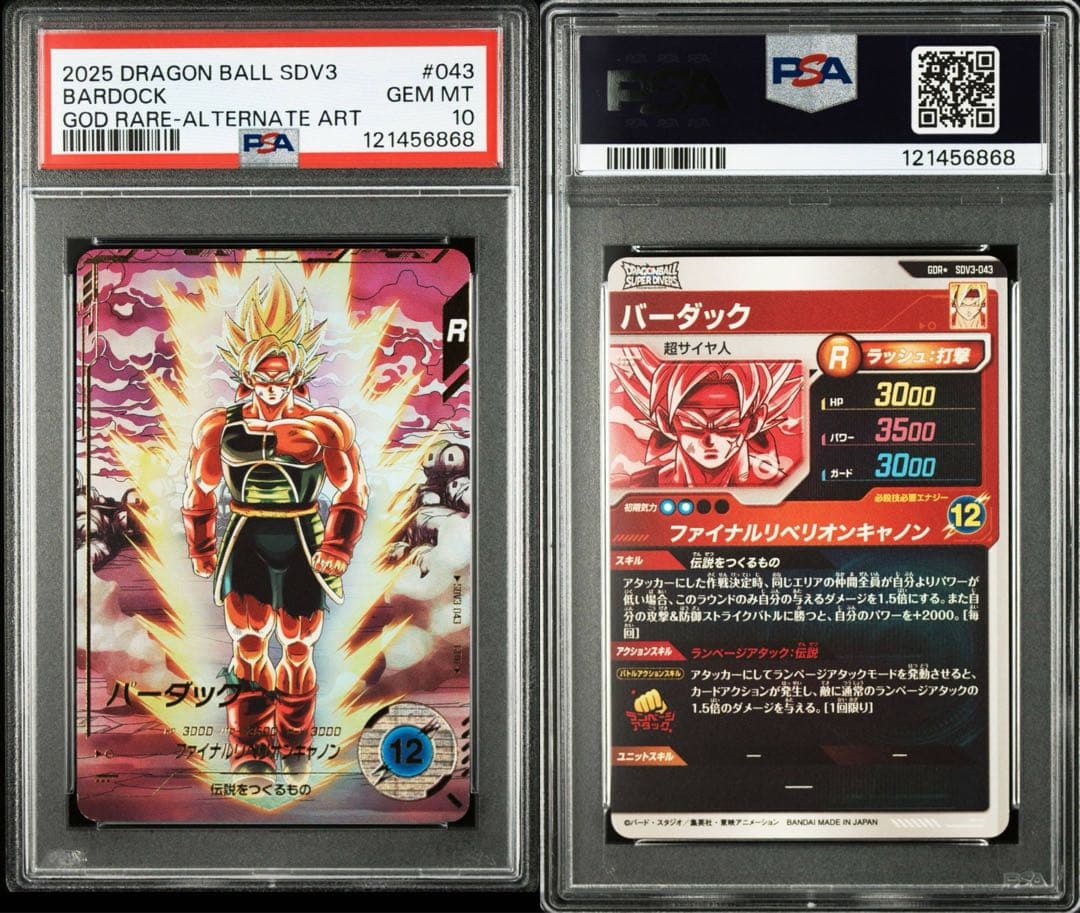 2025 DRAGON BALL SDV3 #043
BARDOCK GEM MT
GOD RARE-ALTERNATE ART 10
PSA 121456868
R
SDV3-043
バーダック
HP 3000 パワー 3500 ガード 3000
ファイナルリベリオンキャノン
12
伝説をつくるもの
PSA
PSA
121456868
DRAGONBALL SUPER DIVERS
GDR★ SDV3-043
バーダック
超サイヤ人
R ラッシュ:打撃
HP 3000
パワー 3500
ガード 3000
必殺技必要エナジー
初期気力
12
ファイナルリベリオンキャノン
スキル 伝説をつくるもの
アタッカーにした作戦決定時、同じエリアの仲間全員が自分よりパワーが
低い場合、このラウンドのみ自分の与えるダメージを1.5倍にする。また自
分の攻撃&防御ストライクバトルに勝つと、自分のパワーを+2000。[毎
回]
アクションスキル ランページアタック:伝説
バトルアクションスキル アタッカーにしてランページアタックモードを発動させると、
カードアクションが発生し、敵に通常のランページアタックの
1.5倍のダメージを与える。[1回限り]
ランページ
アタック
ユニットスキル ー ー
ー
©バード・スタジオ/集英社・東映アニメーション BANDAI MADE IN JAPAN
PSA